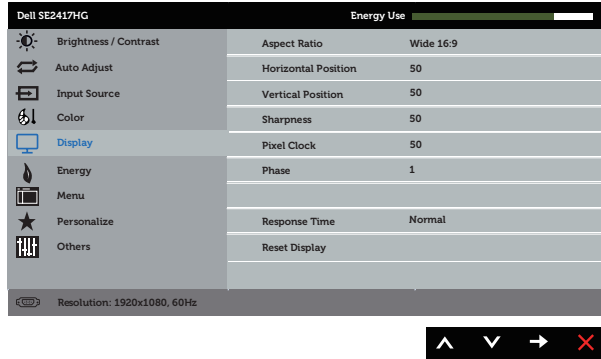 Dell SE2417HG Energy Use
Brightness / Contrast Aspect Ratio Wide 16:9
Auto Adjust Horizontal Position 50
Input Source Vertical Position 50
Color Sharpness 50
Display Pixel Clock 50
Energy Phase 1
Menu
Personalize Response Time Normal
Others Reset Display
Resolution: 1920x1080, 60Hz